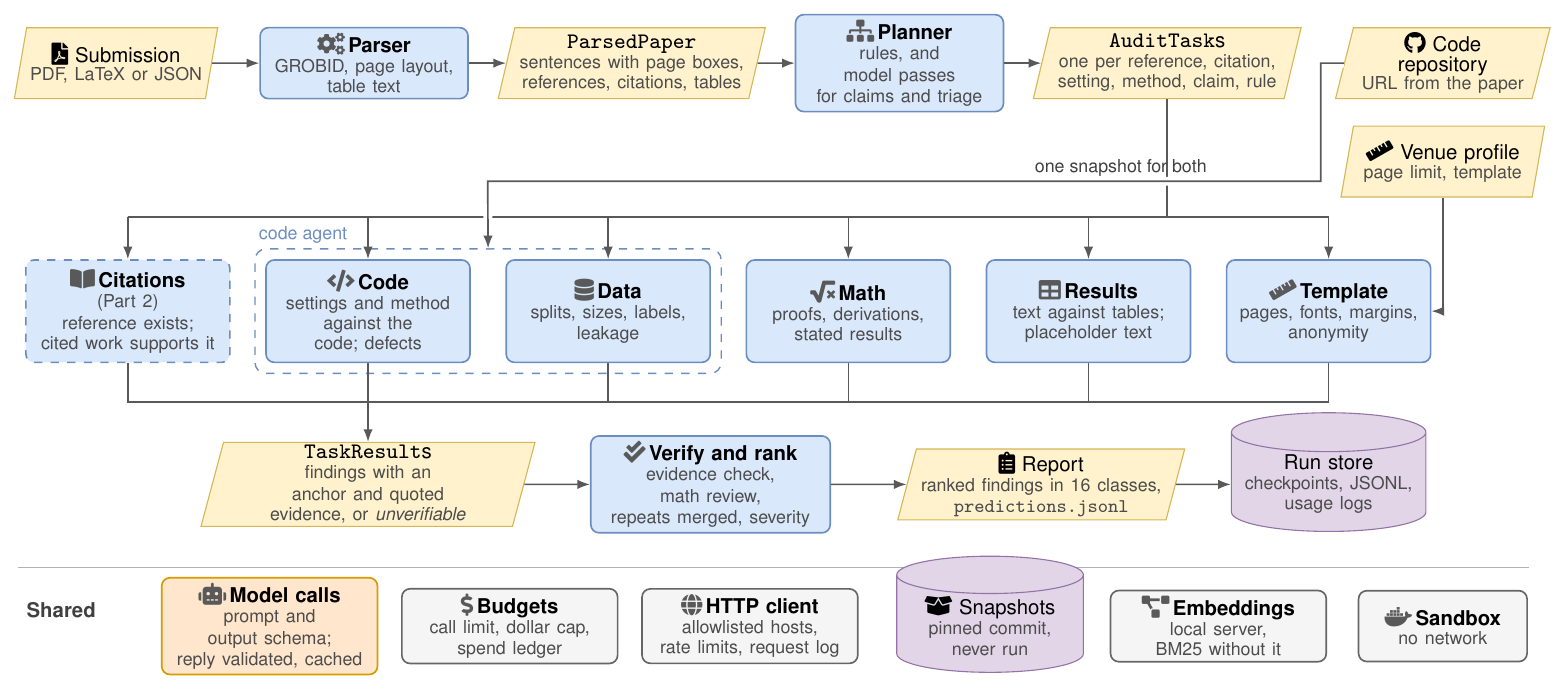 Submission
PDF, LaTeX or JSON
Parser
GROBID, page layout,
table text
ParsedPaper
sentences with page boxes,
references, citations, tables
Planner
rules, and
model passes
for claims and triage
AuditTasks
one per reference, citation,
setting, method, claim, rule
Code
repository
URL from the paper
Venue profile
page limit, template
one snapshot for both
code agent
Citations
(Part 2)
reference exists;
cited work supports it
Code
settings and method
against the
code; defects
Data
splits, sizes, labels,
leakage
Math
proofs, derivations,
stated results
Results
text against tables;
placeholder text
Template
pages, fonts, margins,
anonymity
TaskResults
findings with an
anchor and quoted
evidence, or unverifiable
Verify and rank
evidence check,
math review,
repeats merged, severity
Report
ranked findings in 16 classes,
predictions.jsonl
Run store
checkpoints, JSONL,
usage logs
Shared
Model calls
prompt and
output schema;
reply validated, cached
Budgets
call limit, dollar cap,
spend ledger
HTTP client
allowlisted hosts,
rate limits, request log
Snapshots
pinned commit,
never run
Embeddings
local server,
BM25 without it
Sandbox
no network